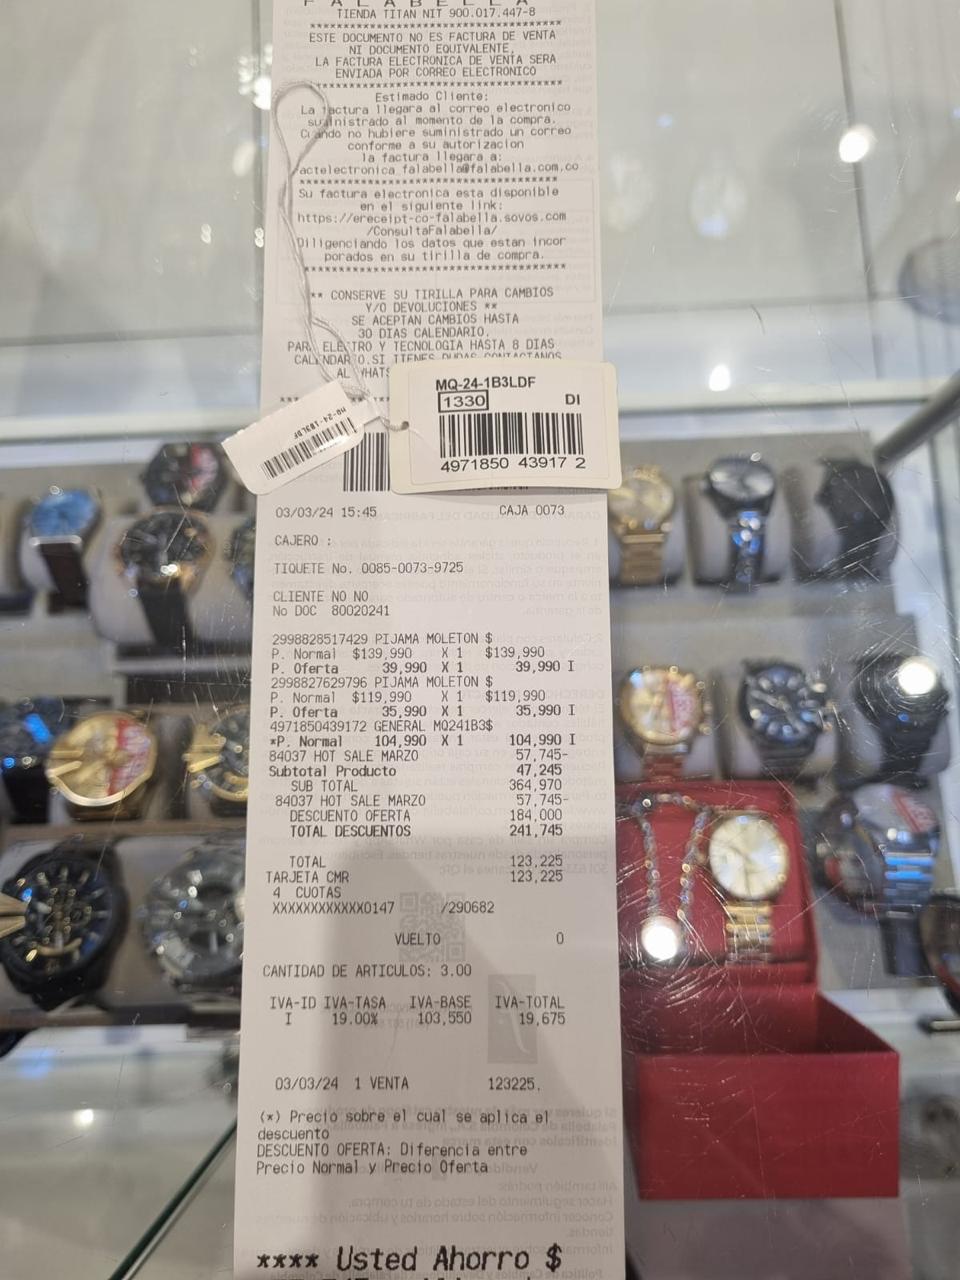 FALABELLA
TIENDA TITAN NIT 900.017.447-8
****************************************
ESTE DOCUMENTO NO ES FACTURA DE VENTA
NI DOCUMENTO EQUIVALENTE,
LA FACTURA ELECTRONICA DE VENTA SERA
ENVIADA POR CORREO ELECTRONICO
****************************************
Estimado Cliente:
La factura llegara al correo electronico
suministrado al momento de la compra.
Cuando no hubiere suministrado un correo
conforme a su autorizacion
la factura llegara a:
actelectronica_falabella@falabella.com.co
****************************************
Su factura electronica esta disponible
en el siguiente link:
https://ereceipt-co-falabella.sovos.com
/ConsultaFalabella/
Diligenciando los datos que estan incor
porados en su tirilla de compra.
****************************************
** CONSERVE SU TIRILLA PARA CAMBIOS
Y/O DEVOLUCIONES **
SE ACEPTAN CAMBIOS HASTA
30 DIAS CALENDARIO,
PARA ELECTRO Y TECNOLOGIA HASTA 8 DIAS
CALENDARIO.SI TIENES DUDAS CONTACTANOS
AL WHATS
MQ-24-1B3LDF
1330 DI
4971850 43917 2
MQ-24-1B3LDF
03/03/24 15:45 CAJA 0073
CAJERO :
TIQUETE No. 0085-0073-9725
CLIENTE NO NO
No DOC 80020241
2998828517429 PIJAMA MOLETON $
P. Normal $139,990 X 1 $139,990
P. Oferta 39,990 X 1 39,990 I
2998827629796 PIJAMA MOLETON $
P. Normal $119,990 X 1 $119,990
P. Oferta 35,990 X 1 35,990 I
4971850439172 GENERAL MQ241B3$
*P. Normal 104,990 X 1 104,990 I
84037 HOT SALE MARZO 57,745-
Subtotal Producto 47,245
SUB TOTAL 364,970
84037 HOT SALE MARZO 57,745-
DESCUENTO OFERTA 184,000
TOTAL DESCUENTOS 241,745
TOTAL 123,225
TARJETA CMR 123,225
4 CUOTAS
XXXXXXXXXXXX0147 /290682
VUELTO 0
CANTIDAD DE ARTICULOS: 3.00
IVA-ID IVA-TASA IVA-BASE IVA-TOTAL
I 19.00% 103,550 19,675
03/03/24 1 VENTA 123225.
(*) Precio sobre el cual se aplica el
descuento
DESCUENTO OFERTA: Diferencia entre
Precio Normal y Precio Oferta
**** Usted Ahorro $